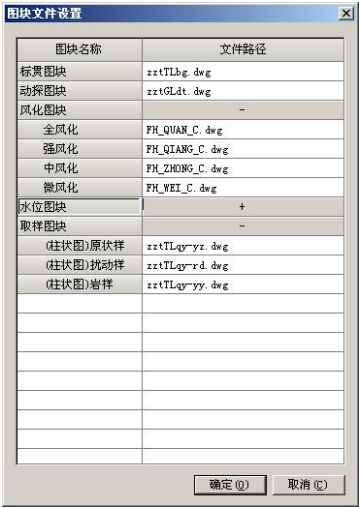 图块文件设置
图块名称 文件路径
标贯图块 zztTLbg.dwg
动探图块 zztGLdt.dwg
风化图块 -
全风化 FH_QUAN_C.dwg
强风化 FH_QIANG_C.dwg
中风化 FH_ZHONG_C.dwg
微风化 FH_WEI_C.dwg
水位图块 +
取样图块 -
(柱状图)原状样 zztTLqy-yz.dwg
(柱状图)扰动样 zztTLqy-rd.dwg
(柱状图)岩样 zztTLqy-yy.dwg
确定(O) 取消(C)